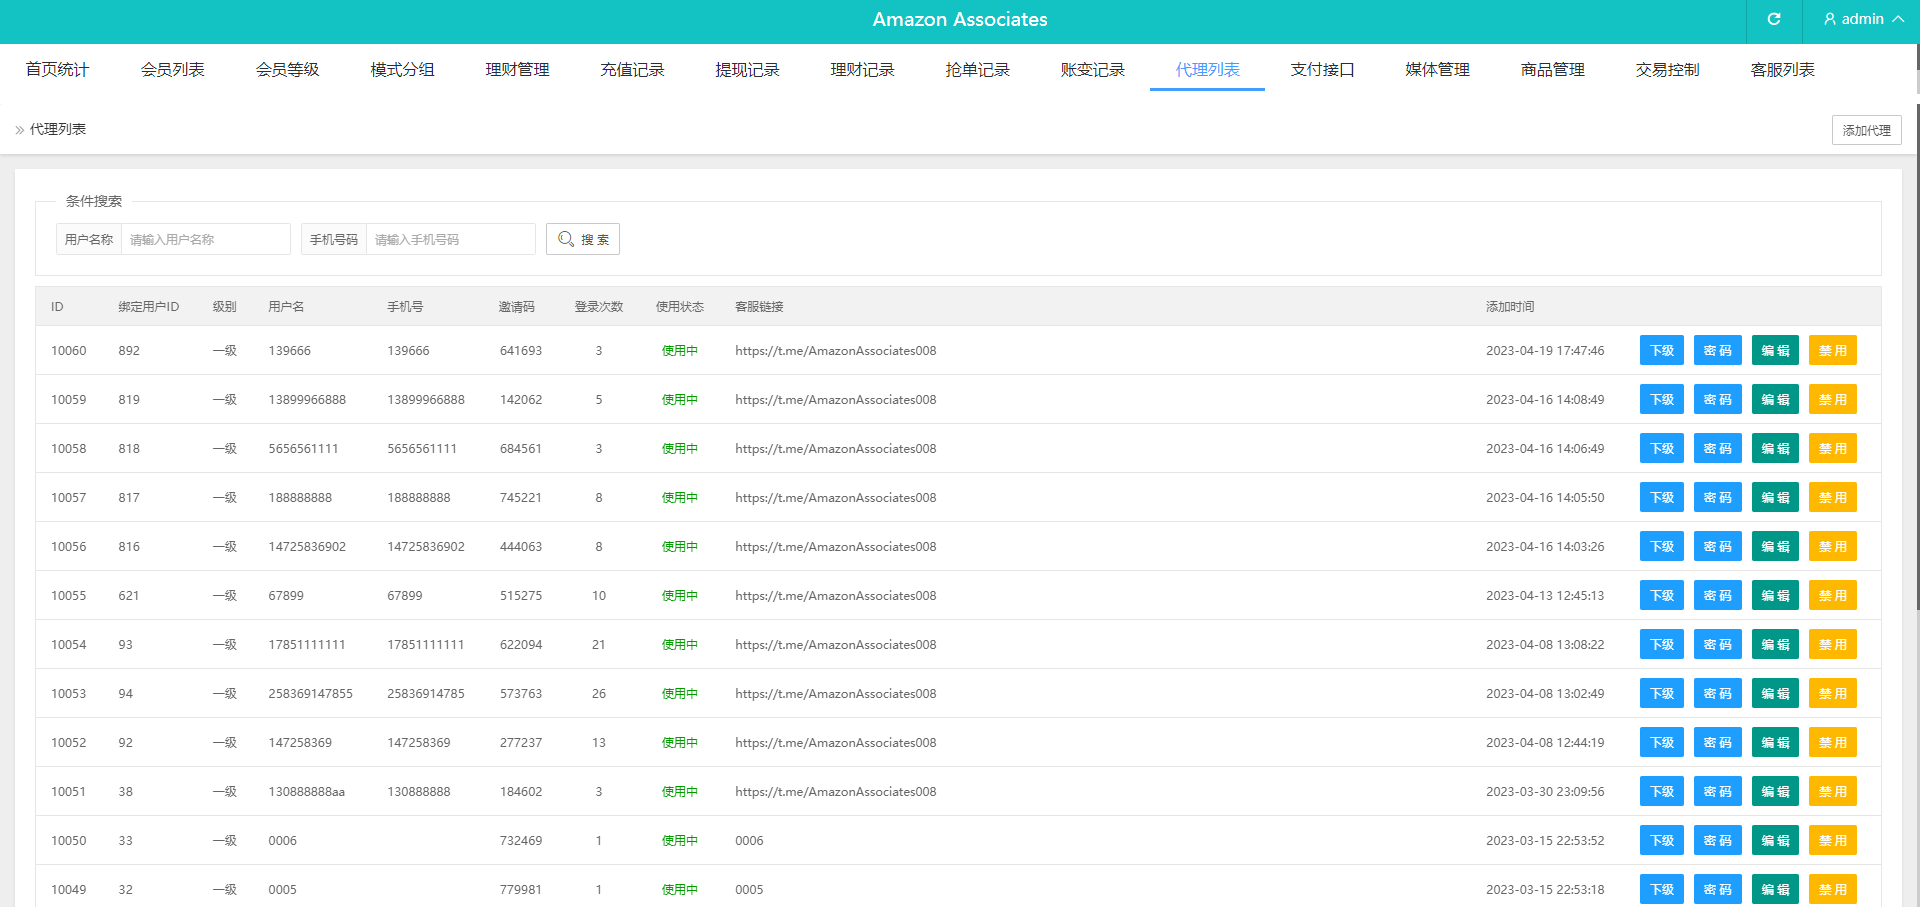 Amazon Associates
admin
首页统计 会员列表 会员等级 模式分组 理财管理 充值记录 提现记录 理财记录 抢单记录 账变记录 代理列表 支付接口 媒体管理 商品管理 交易控制 客服列表
代理列表 添加代理
条件搜索
用户名称 请输入用户名称 手机号码 请输入手机号码 搜 索
ID 绑定用户ID 级别 用户名 手机号 邀请码 登录次数 使用状态 客服链接 添加时间
10060 892 一级 139666 139666 641693 3 使用中 https://t.me/AmazonAssociates008 2023-04-19 17:47:46 下级 密 码 编 辑 禁 用
10059 819 一级 13899966888 13899966888 142062 5 使用中 https://t.me/AmazonAssociates008 2023-04-16 14:08:49 下级 密 码 编 辑 禁 用
10058 818 一级 5656561111 5656561111 684561 3 使用中 https://t.me/AmazonAssociates008 2023-04-16 14:06:49 下级 密 码 编 辑 禁 用
10057 817 一级 188888888 188888888 745221 8 使用中 https://t.me/AmazonAssociates008 2023-04-16 14:05:50 下级 密 码 编 辑 禁 用
10056 816 一级 14725836902 14725836902 444063 8 使用中 https://t.me/AmazonAssociates008 2023-04-16 14:03:26 下级 密 码 编 辑 禁 用
10055 621 一级 67899 67899 515275 10 使用中 https://t.me/AmazonAssociates008 2023-04-13 12:45:13 下级 密 码 编 辑 禁 用
10054 93 一级 17851111111 17851111111 622094 21 使用中 https://t.me/AmazonAssociates008 2023-04-08 13:08:22 下级 密 码 编 辑 禁 用
10053 94 一级 258369147855 25836914785 573763 26 使用中 https://t.me/AmazonAssociates008 2023-04-08 13:02:49 下级 密 码 编 辑 禁 用
10052 92 一级 147258369 147258369 277237 13 使用中 https://t.me/AmazonAssociates008 2023-04-08 12:44:19 下级 密 码 编 辑 禁 用
10051 38 一级 130888888aa 130888888 184602 3 使用中 https://t.me/AmazonAssociates008 2023-03-30 23:09:56 下级 密 码 编 辑 禁 用
10050 33 一级 0006 732469 1 使用中 0006 2023-03-15 22:53:52 下级 密 码 编 辑 禁 用
10049 32 一级 0005 779981 1 使用中 0005 2023-03-15 22:53:18 下级 密 码 编 辑 禁 用